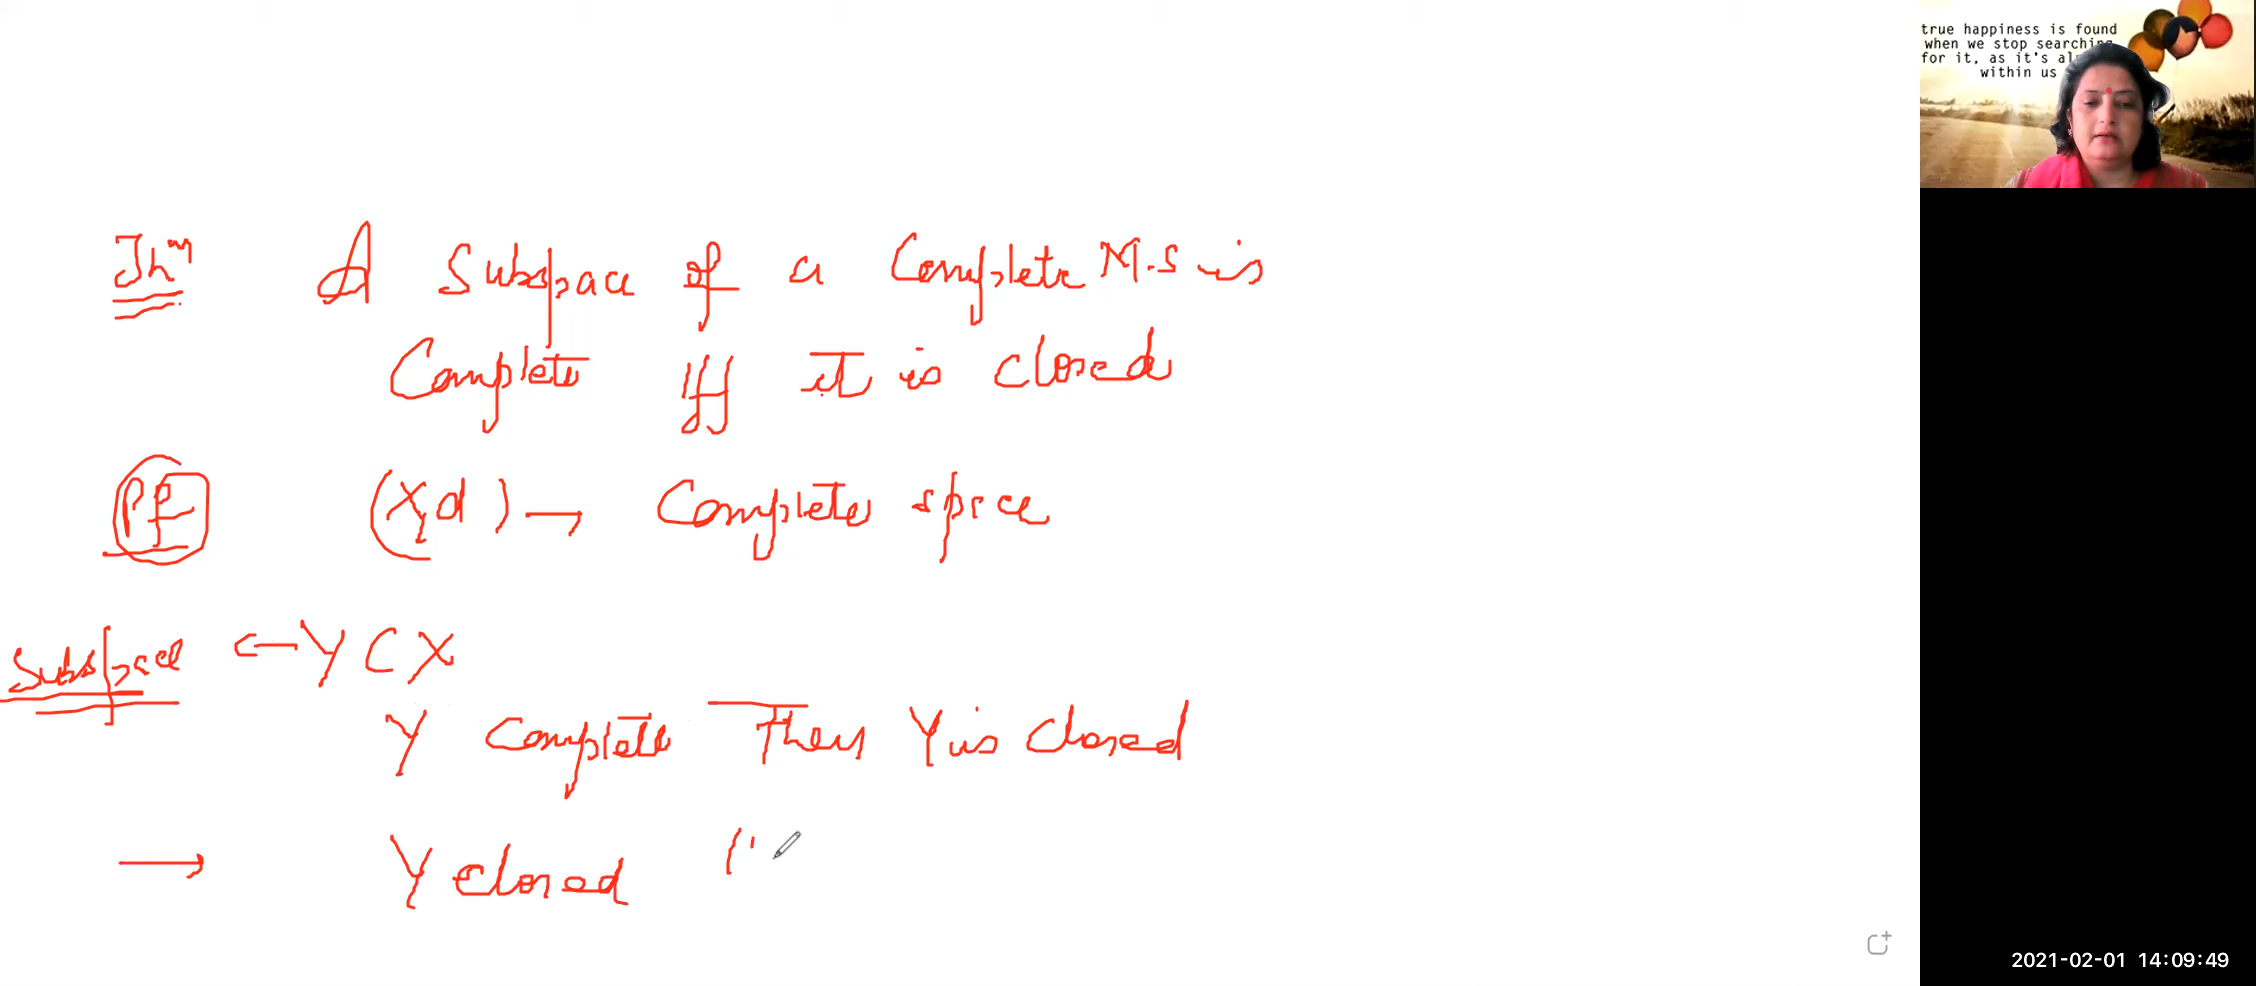 true happiness is found
when we stop searching
for it, as it's al
within us
Thm A Subspace of a Complete M.S is
Complete iff it is closed
Pf (X,d) → Complete space
Subspace ← Y ⊂ X
Y Complete Then Y is closed
→ Y closed
2021-02-01 14:09:49